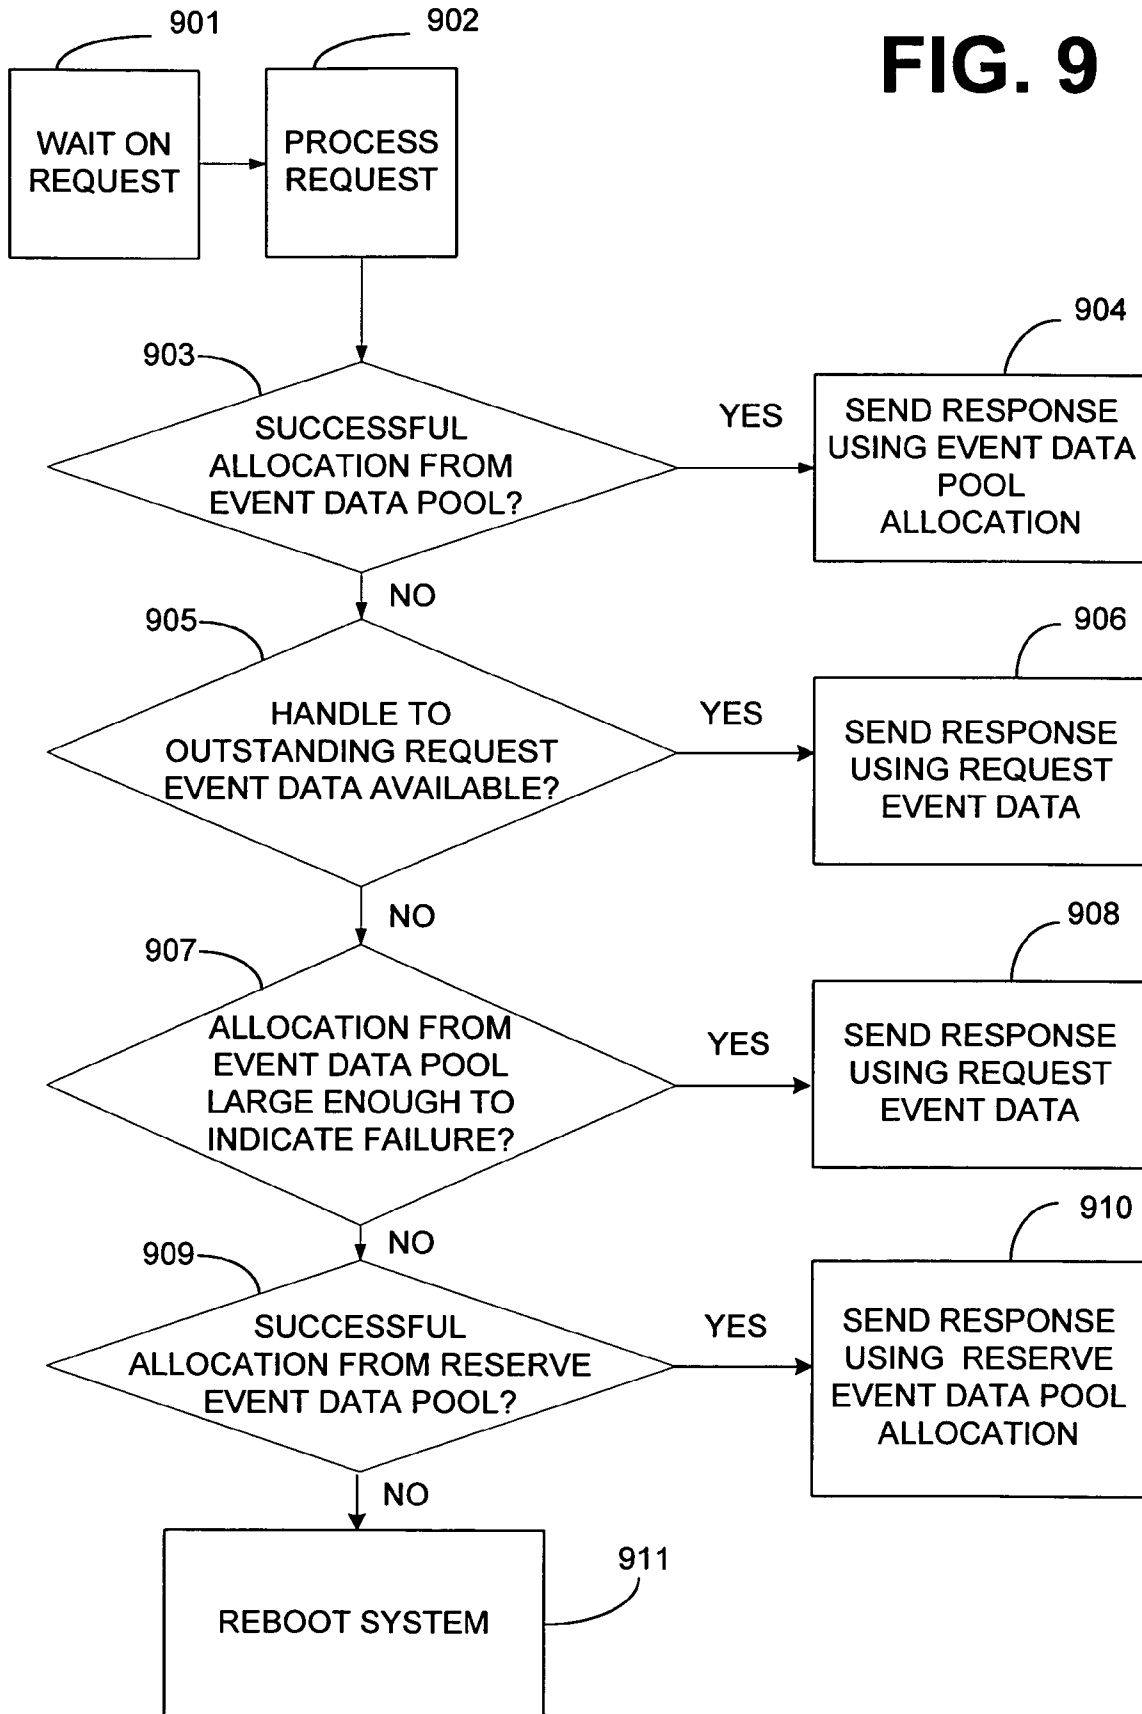 901
902
FIG. 9
WAIT ON
REQUEST
PROCESS
REQUEST
903
SUCCESSFUL
ALLOCATION FROM
EVENT DATA POOL?
YES
904
SEND RESPONSE
USING EVENT DATA
POOL
ALLOCATION
NO
905
HANDLE TO
OUTSTANDING REQUEST
EVENT DATA AVAILABLE?
YES
906
SEND RESPONSE
USING REQUEST
EVENT DATA
NO
907
ALLOCATION FROM
EVENT DATA POOL
LARGE ENOUGH TO
INDICATE FAILURE?
YES
908
SEND RESPONSE
USING REQUEST
EVENT DATA
NO
909
SUCCESSFUL
ALLOCATION FROM RESERVE
EVENT DATA POOL?
YES
910
SEND RESPONSE
USING RESERVE
EVENT DATA POOL
ALLOCATION
NO
911
REBOOT SYSTEM